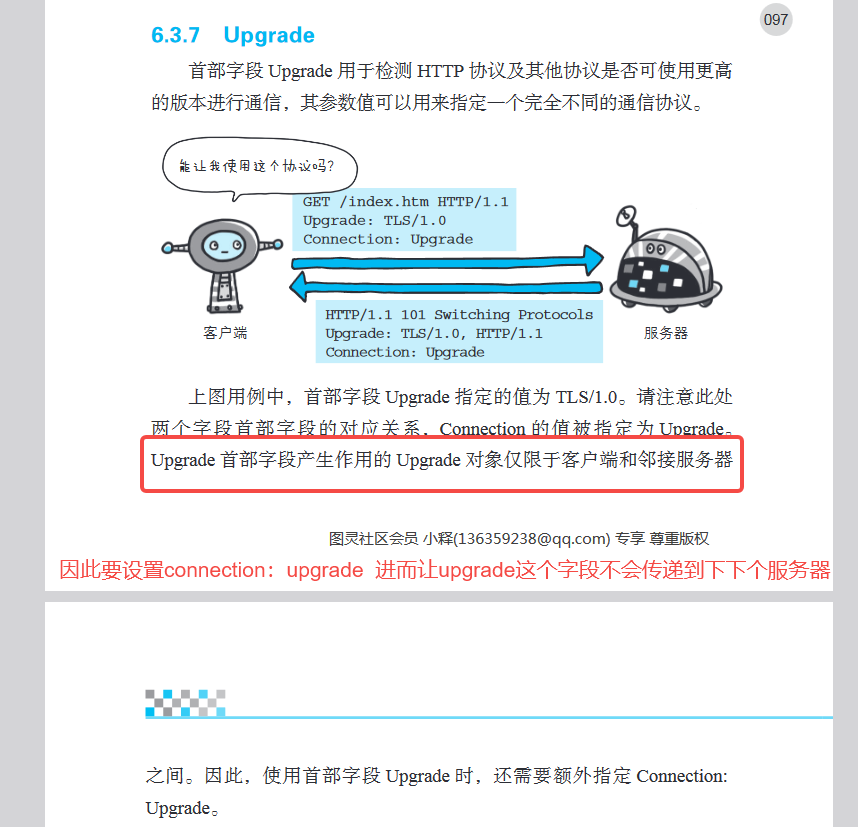 097
6.3.7 Upgrade
首部字段 Upgrade 用于检测 HTTP 协议及其他协议是否可使用更高
的版本进行通信，其参数值可以用来指定一个完全不同的通信协议。
能让我使用这个协议吗？
GET /index.htm HTTP/1.1
Upgrade: TLS/1.0
Connection: Upgrade
HTTP/1.1 101 Switching Protocols
Upgrade: TLS/1.0, HTTP/1.1
Connection: Upgrade
客户端
服务器
上图用例中，首部字段 Upgrade 指定的值为 TLS/1.0。请注意此处
两个字段首部字段的对应关系，Connection 的值被指定为 Upgrade。
Upgrade 首部字段产生作用的 Upgrade 对象仅限于客户端和邻接服务器
图灵社区会员 小释(136359238@qq.com) 专享 尊重版权
因此要设置connection：upgrade 进而让upgrade这个字段不会传递到下下个服务器
之间。因此，使用首部字段 Upgrade 时，还需要额外指定 Connection:
Upgrade。